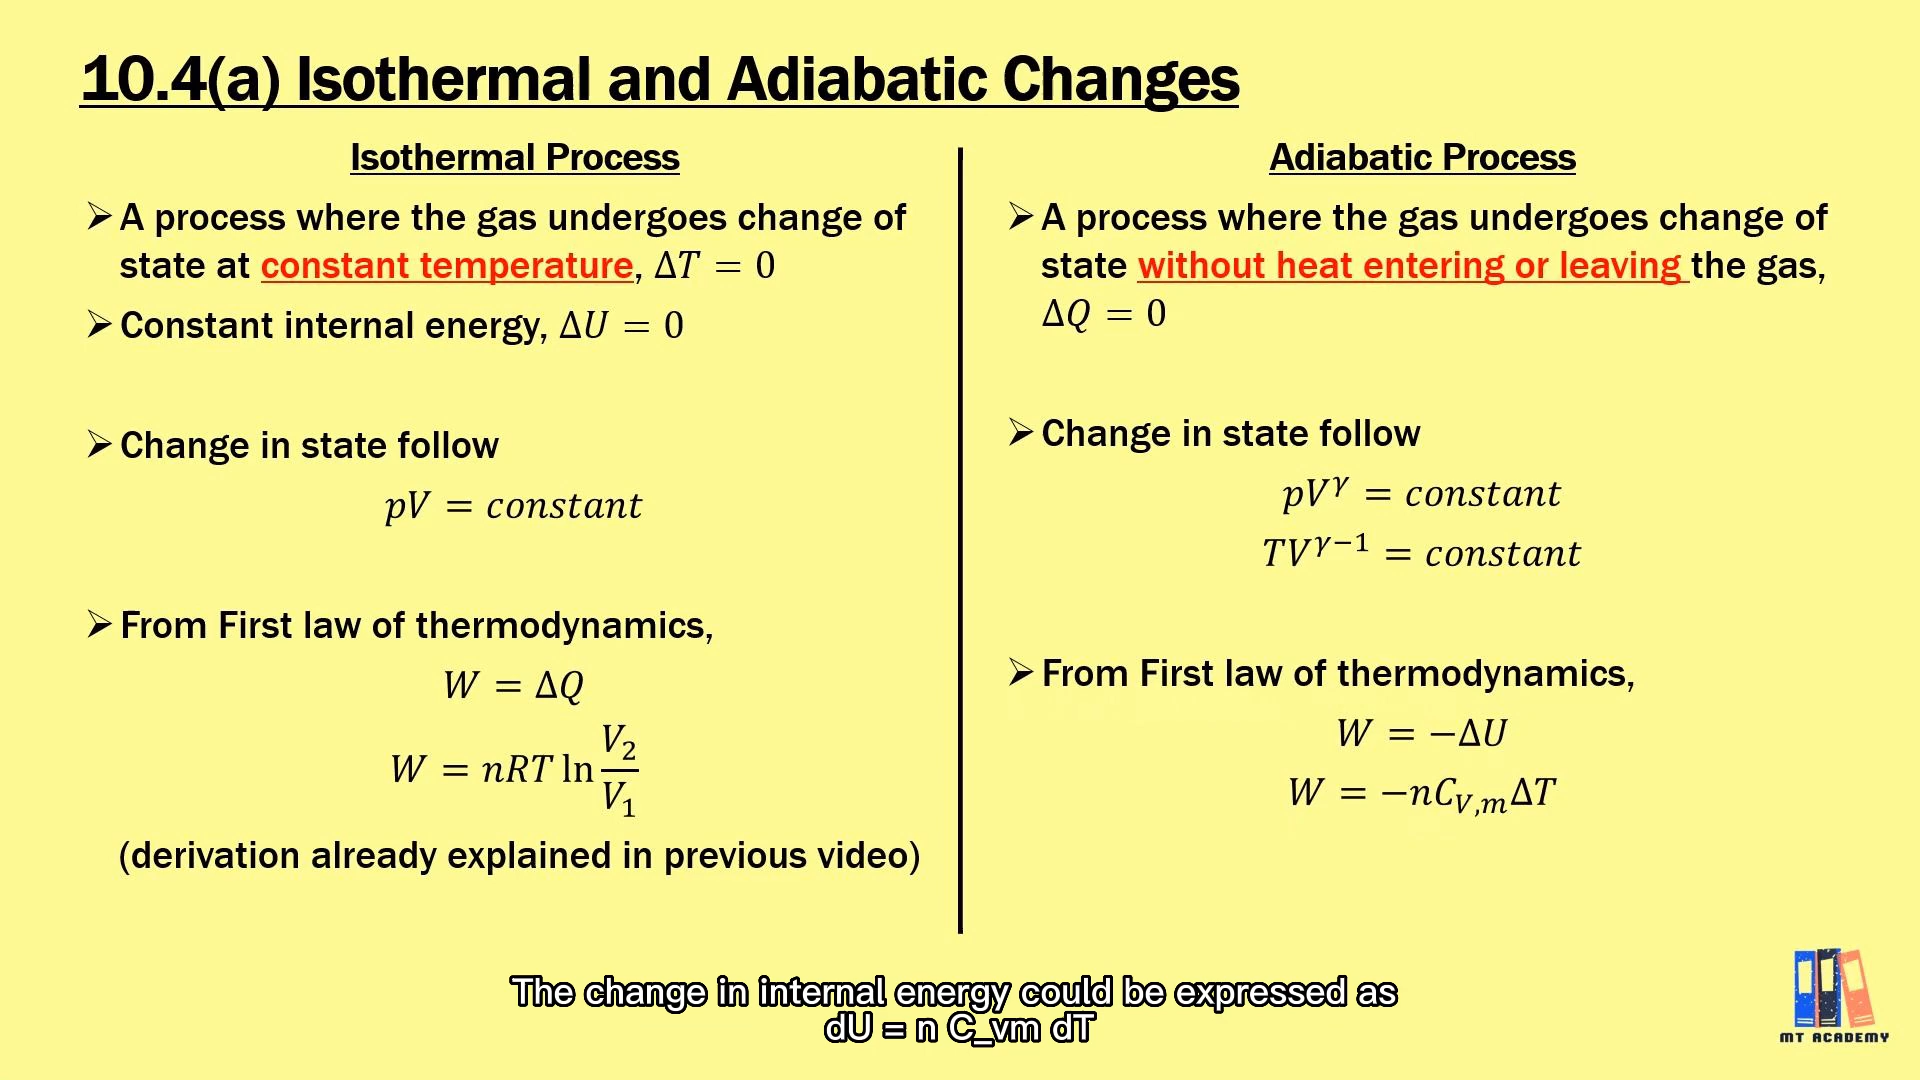 10.4(a) Isothermal and Adiabatic Changes
Isothermal Process
➢ A process where the gas undergoes change of
state at constant temperature, Δ𝑇 = 0
➢ Constant internal energy, Δ𝑈 = 0
➢ Change in state follow
𝑝𝑉 = 𝑐𝑜𝑛𝑠𝑡𝑎𝑛𝑡
➢ From First law of thermodynamics,
𝑊 = Δ𝑄
𝑊 = 𝑛𝑅𝑇 ln 𝑉₂/𝑉₁
(derivation already explained in previous video)
Adiabatic Process
➢ A process where the gas undergoes change of
state without heat entering or leaving the gas,
Δ𝑄 = 0
➢ Change in state follow
𝑝𝑉^𝛾 = 𝑐𝑜𝑛𝑠𝑡𝑎𝑛𝑡
𝑇𝑉^(𝛾−1) = 𝑐𝑜𝑛𝑠𝑡𝑎𝑛𝑡
➢ From First law of thermodynamics,
𝑊 = −Δ𝑈
𝑊 = −𝑛𝐶_(𝑉,𝑚)Δ𝑇
The change in internal energy could be expressed as
dU = n C_vm dT
MT ACADEMY